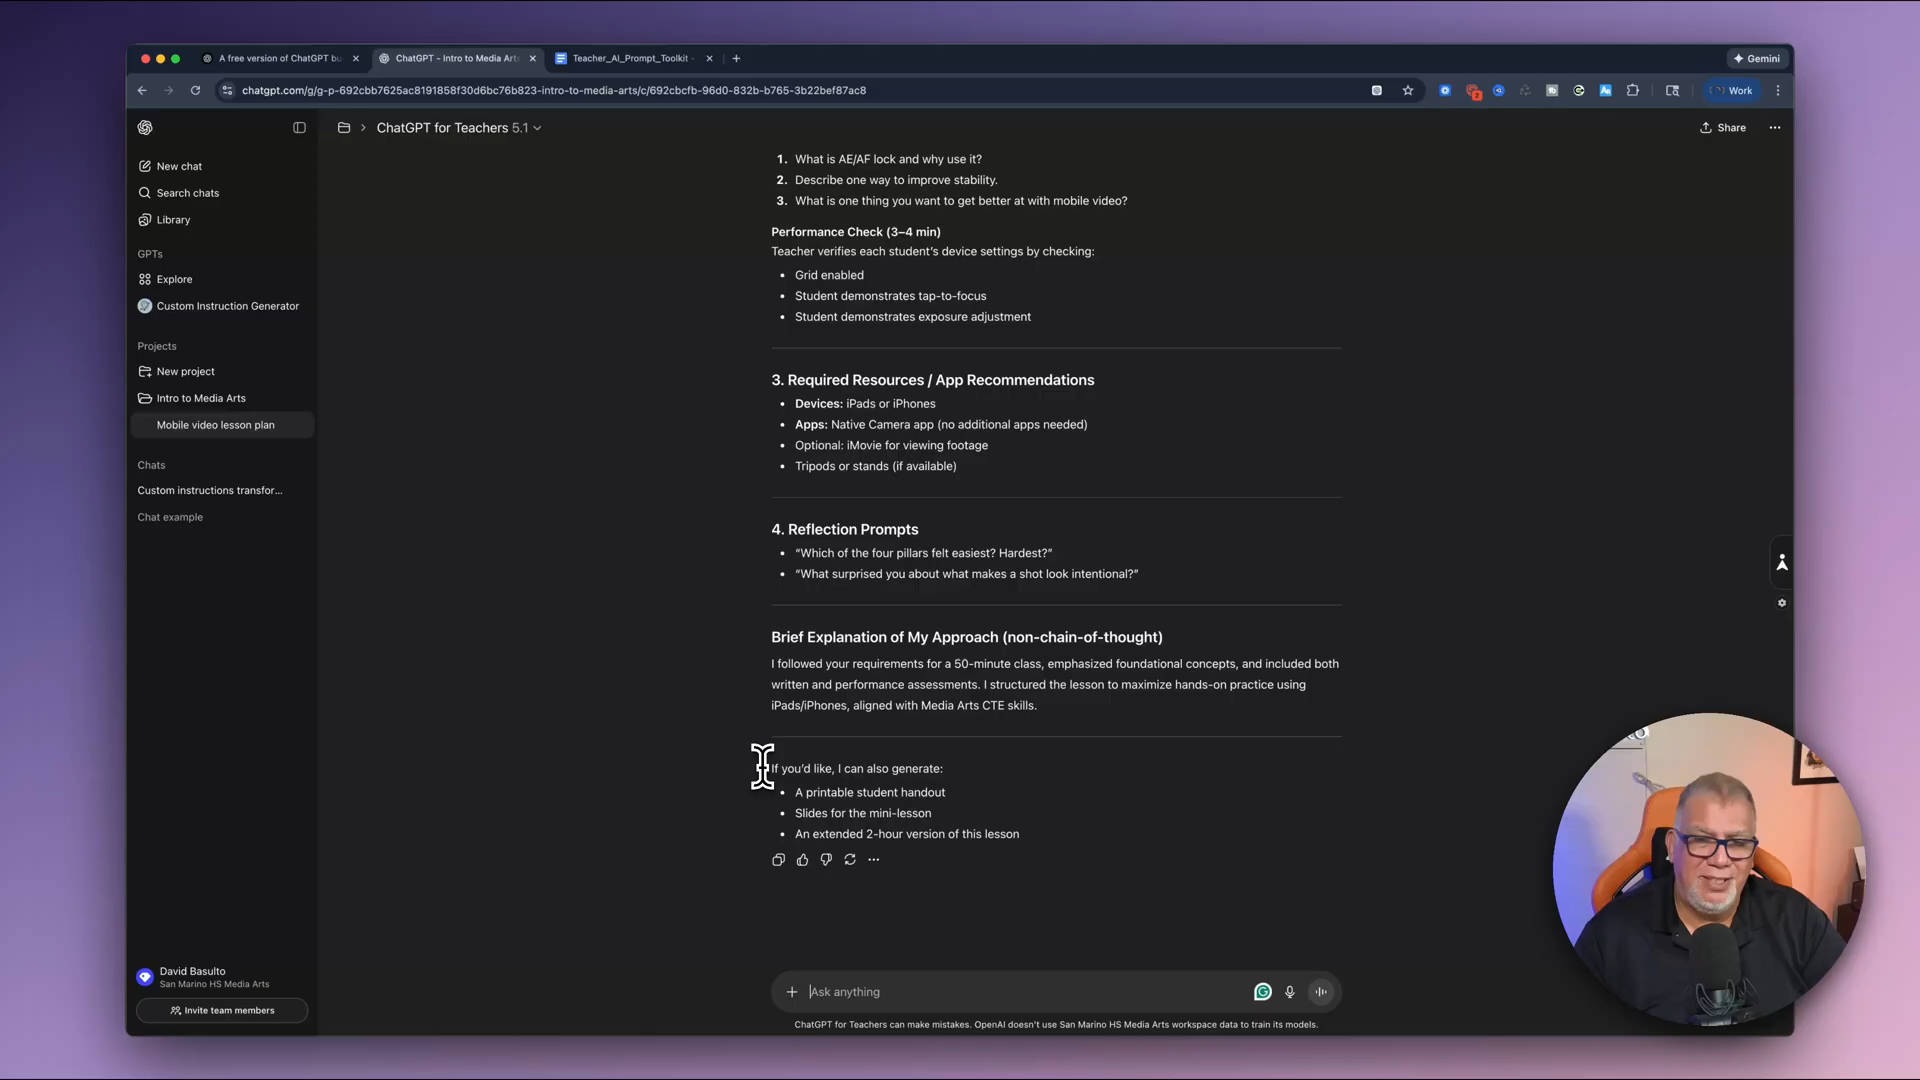 A free version of ChatGPT bu
ChatGPT - Intro to Media Arts
Teacher_AI_Prompt_Toolkit -
Gemini
chatgpt.com/g/g-p-692cbb7625ac8191858f30d6bc76b823-intro-to-media-arts/c/692cbcfb-96d0-832b-b765-3b22bef87ac8
Work
ChatGPT for Teachers 5.1
Share
New chat
Search chats
Library
GPTs
Explore
Custom Instruction Generator
Projects
New project
Intro to Media Arts
Mobile video lesson plan
Chats
Custom instructions transfor...
Chat example
David Basulto
San Marino HS Media Arts
Invite team members
1. What is AE/AF lock and why use it?
2. Describe one way to improve stability.
3. What is one thing you want to get better at with mobile video?
Performance Check (3–4 min)
Teacher verifies each student's device settings by checking:
• Grid enabled
• Student demonstrates tap-to-focus
• Student demonstrates exposure adjustment
3. Required Resources / App Recommendations
• Devices: iPads or iPhones
• Apps: Native Camera app (no additional apps needed)
• Optional: iMovie for viewing footage
• Tripods or stands (if available)
4. Reflection Prompts
• “Which of the four pillars felt easiest? Hardest?”
• “What surprised you about what makes a shot look intentional?”
Brief Explanation of My Approach (non-chain-of-thought)
I followed your requirements for a 50-minute class, emphasized foundational concepts, and included both
written and performance assessments. I structured the lesson to maximize hands-on practice using
iPads/iPhones, aligned with Media Arts CTE skills.
If you'd like, I can also generate:
• A printable student handout
• Slides for the mini-lesson
• An extended 2-hour version of this lesson
Ask anything
ChatGPT for Teachers can make mistakes. OpenAI doesn't use San Marino HS Media Arts workspace data to train its models.